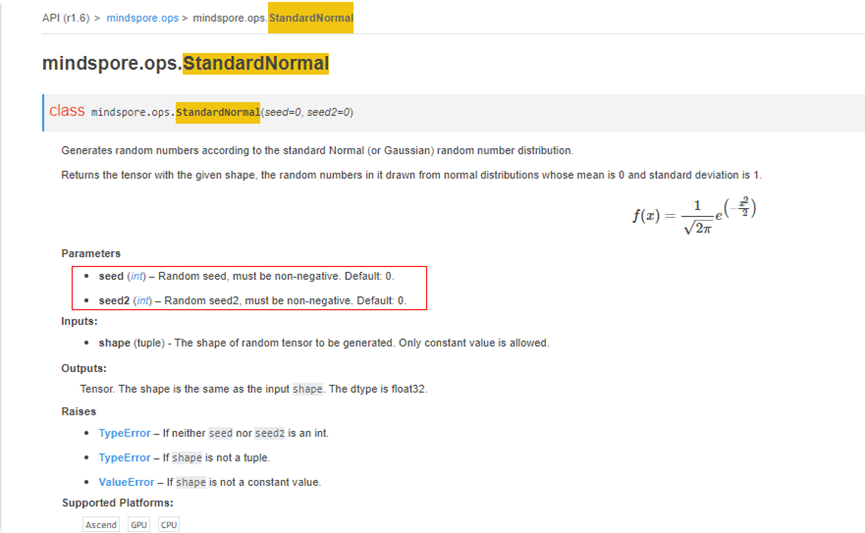 API (r1.6) > mindspore.ops > mindspore.ops.StandardNormal
mindspore.ops.StandardNormal
class mindspore.ops.StandardNormal(seed=0, seed2=0)
Generates random numbers according to the standard Normal (or Gaussian) random number distribution.
Returns the tensor with the given shape, the random numbers in it drawn from normal distributions whose mean is 0 and standard deviation is 1.
f(x) = \frac{1}{\sqrt{2\pi}} e^{\left(-\frac{x^2}{2}\right)}
Parameters
• seed (int) – Random seed, must be non-negative. Default: 0.
• seed2 (int) – Random seed2, must be non-negative. Default: 0.
Inputs:
• shape (tuple) - The shape of random tensor to be generated. Only constant value is allowed.
Outputs:
Tensor. The shape is the same as the input shape. The dtype is float32.
Raises
• TypeError – If neither seed nor seed2 is an int.
• TypeError – If shape is not a tuple.
• ValueError – If shape is not a constant value.
Supported Platforms:
Ascend GPU CPU